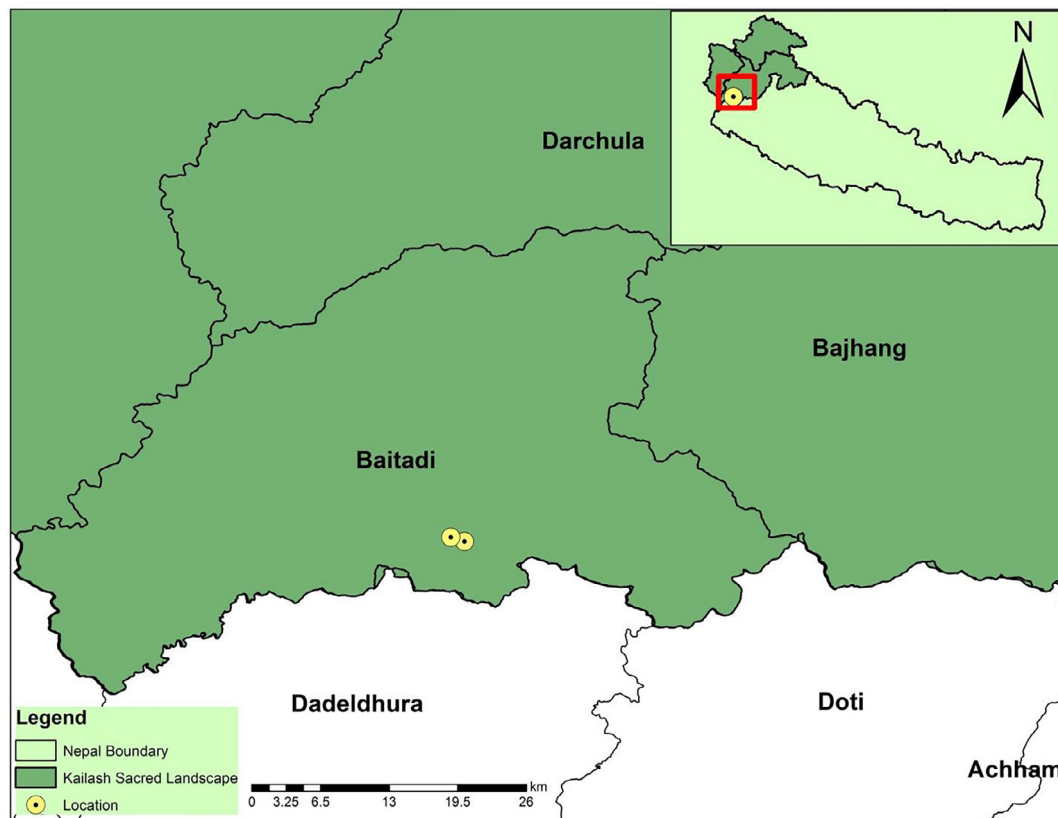 N
Darchula
Bajhang
Baitadi
Dadeldhura
Doti
Achham
Legend
Nepal Boundary
Kailash Sacred Landscape
Location
km
0 3.25 6.5 13 19.5 26